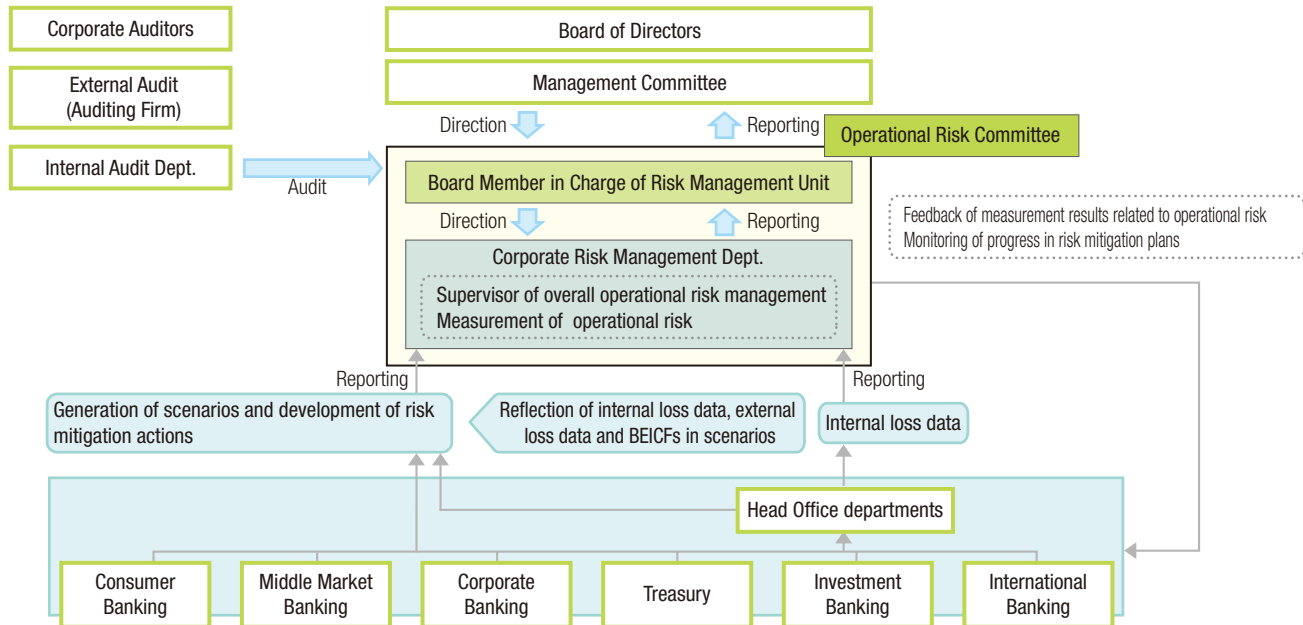 Corporate Auditors
Board of Directors
External Audit
(Auditing Firm)
Management Committee
Direction
Reporting
Operational Risk Committee
Internal Audit Dept.
Audit
Board Member in Charge of Risk Management Unit
Direction
Reporting
Feedback of measurement results related to operational risk
Monitoring of progress in risk mitigation plans
Corporate Risk Management Dept.
Supervisor of overall operational risk management
Measurement of operational risk
Reporting
Reporting
Generation of scenarios and development of risk
mitigation actions
Reflection of internal loss data, external
loss data and BEICFs in scenarios
Internal loss data
Head Office departments
Consumer
Banking
Middle Market
Banking
Corporate
Banking
Treasury
Investment
Banking
International
Banking